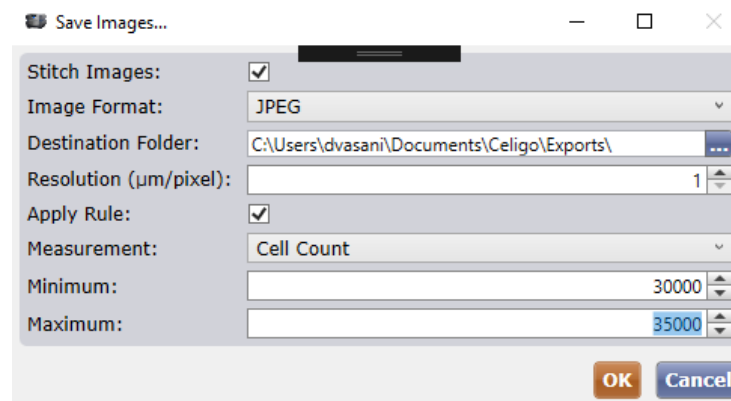 Save Images...
Stitch Images:
Image Format: JPEG
Destination Folder: C:\Users\dvasani\Documents\Celigo\Exports\ ...
Resolution (µm/pixel): 1
Apply Rule:
Measurement: Cell Count
Minimum: 30000
Maximum: 35000
OK Cancel